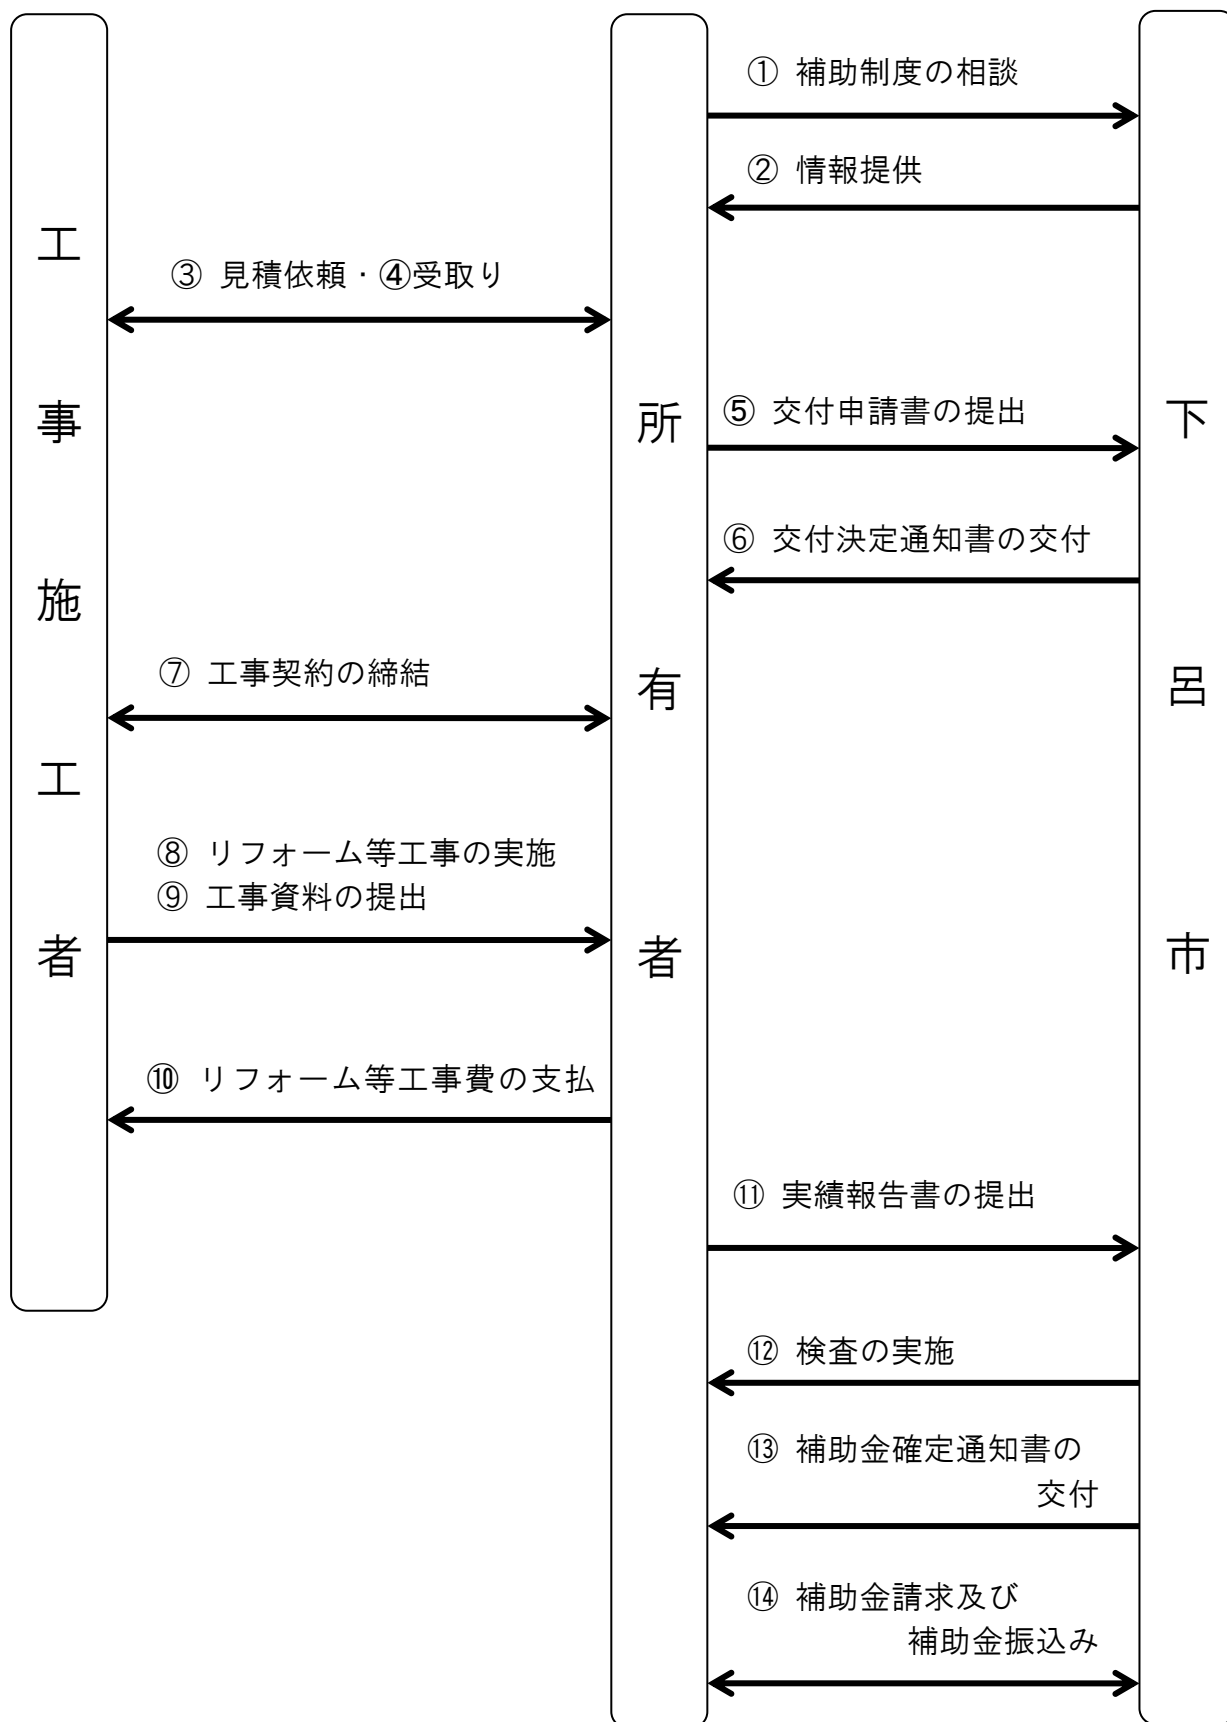 工事施工者
所有者
下呂市
① 補助制度の相談
② 情報提供
③ 見積依頼・④受取り
⑤ 交付申請書の提出
⑥ 交付決定通知書の交付
⑦ 工事契約の締結
⑧ リフォーム等工事の実施
⑨ 工事資料の提出
⑩ リフォーム等工事費の支払
⑪ 実績報告書の提出
⑫ 検査の実施
⑬ 補助金確定通知書の
交付
⑭ 補助金請求及び
補助金振込み